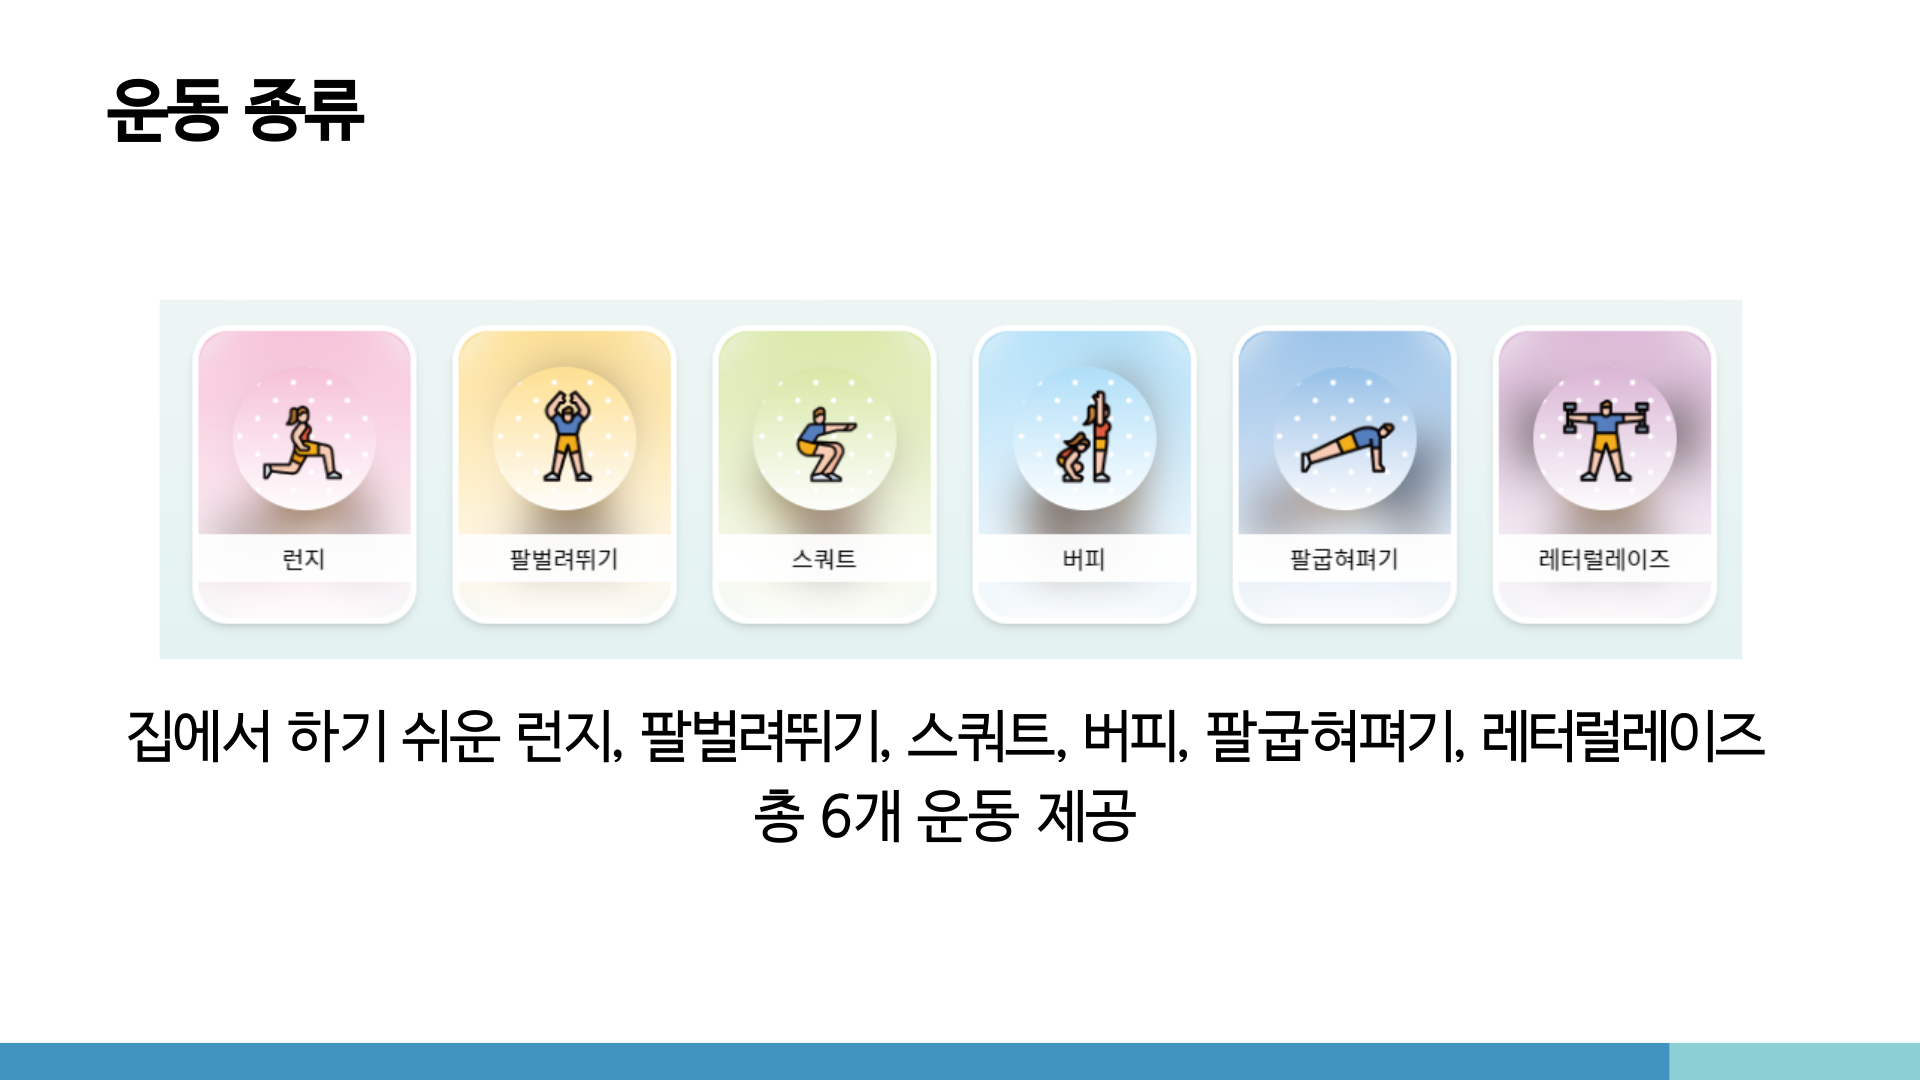 운동 종류
런지
팔벌려뛰기
스쿼트
버피
팔굽혀펴기
레터럴레이즈
집에서 하기 쉬운 런지, 팔벌려뛰기, 스쿼트, 버피, 팔굽혀펴기, 레터럴레이즈
총 6개 운동 제공